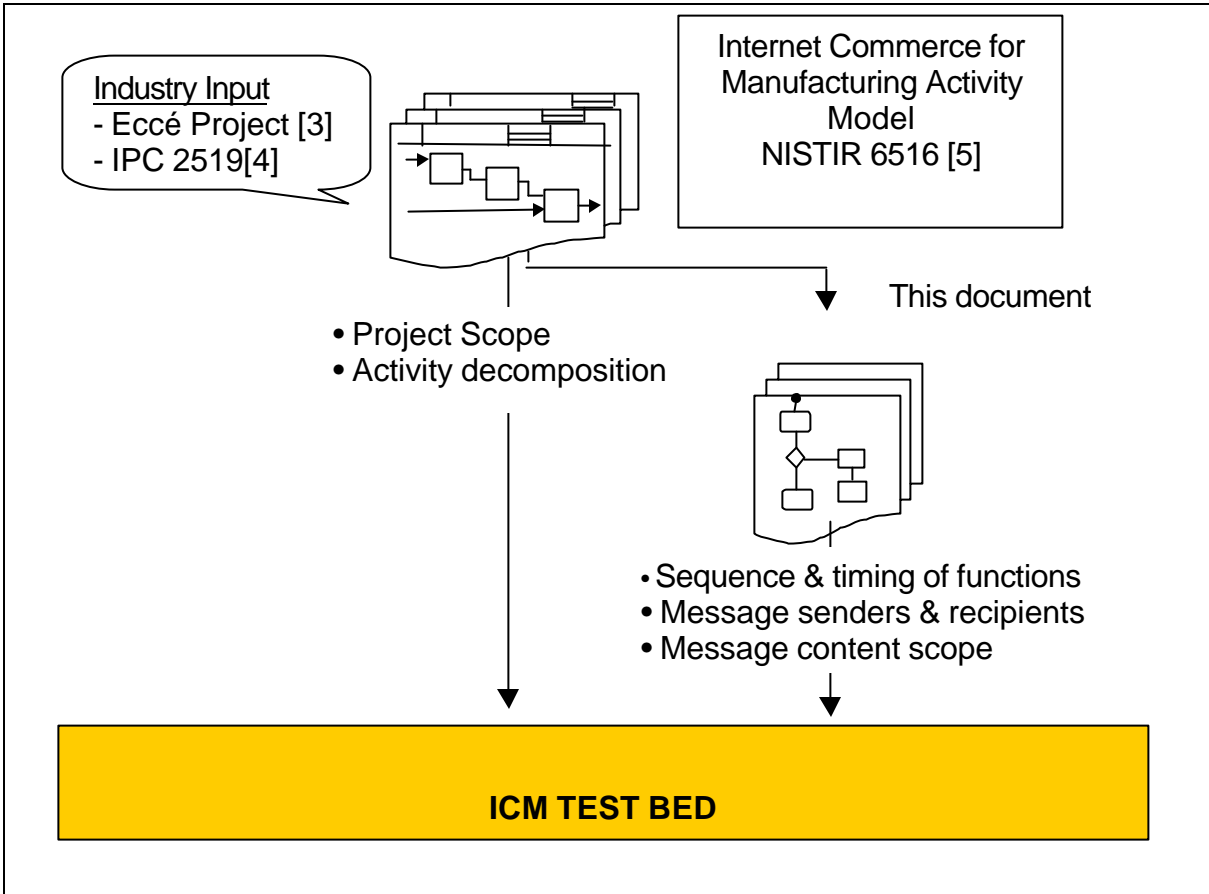 Industry Input
- Eccé Project [3]
- IPC 2519[4]
Internet Commerce for
Manufacturing Activity
Model
NISTIR 6516 [5]
This document
• Project Scope
• Activity decomposition
• Sequence & timing of functions
• Message senders & recipients
• Message content scope
ICM TEST BED